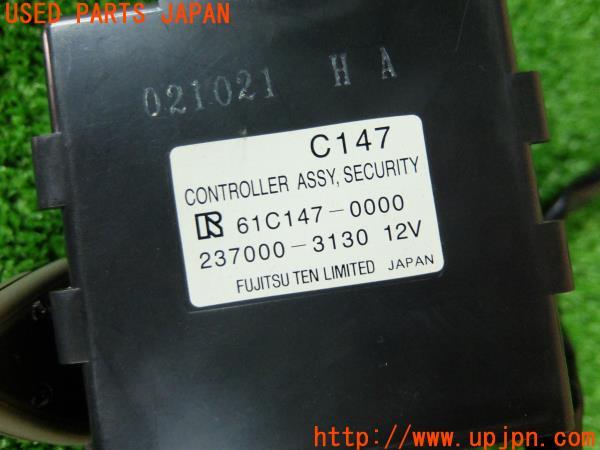 USED PARTS JAPAN
021021 H A
C147
CONTROLLER ASSY, SECURITY
R 61C147-0000
237000-3130 12V
FUJITSU TEN LIMITED JAPAN
UPJ
http://www.upjpn.com/